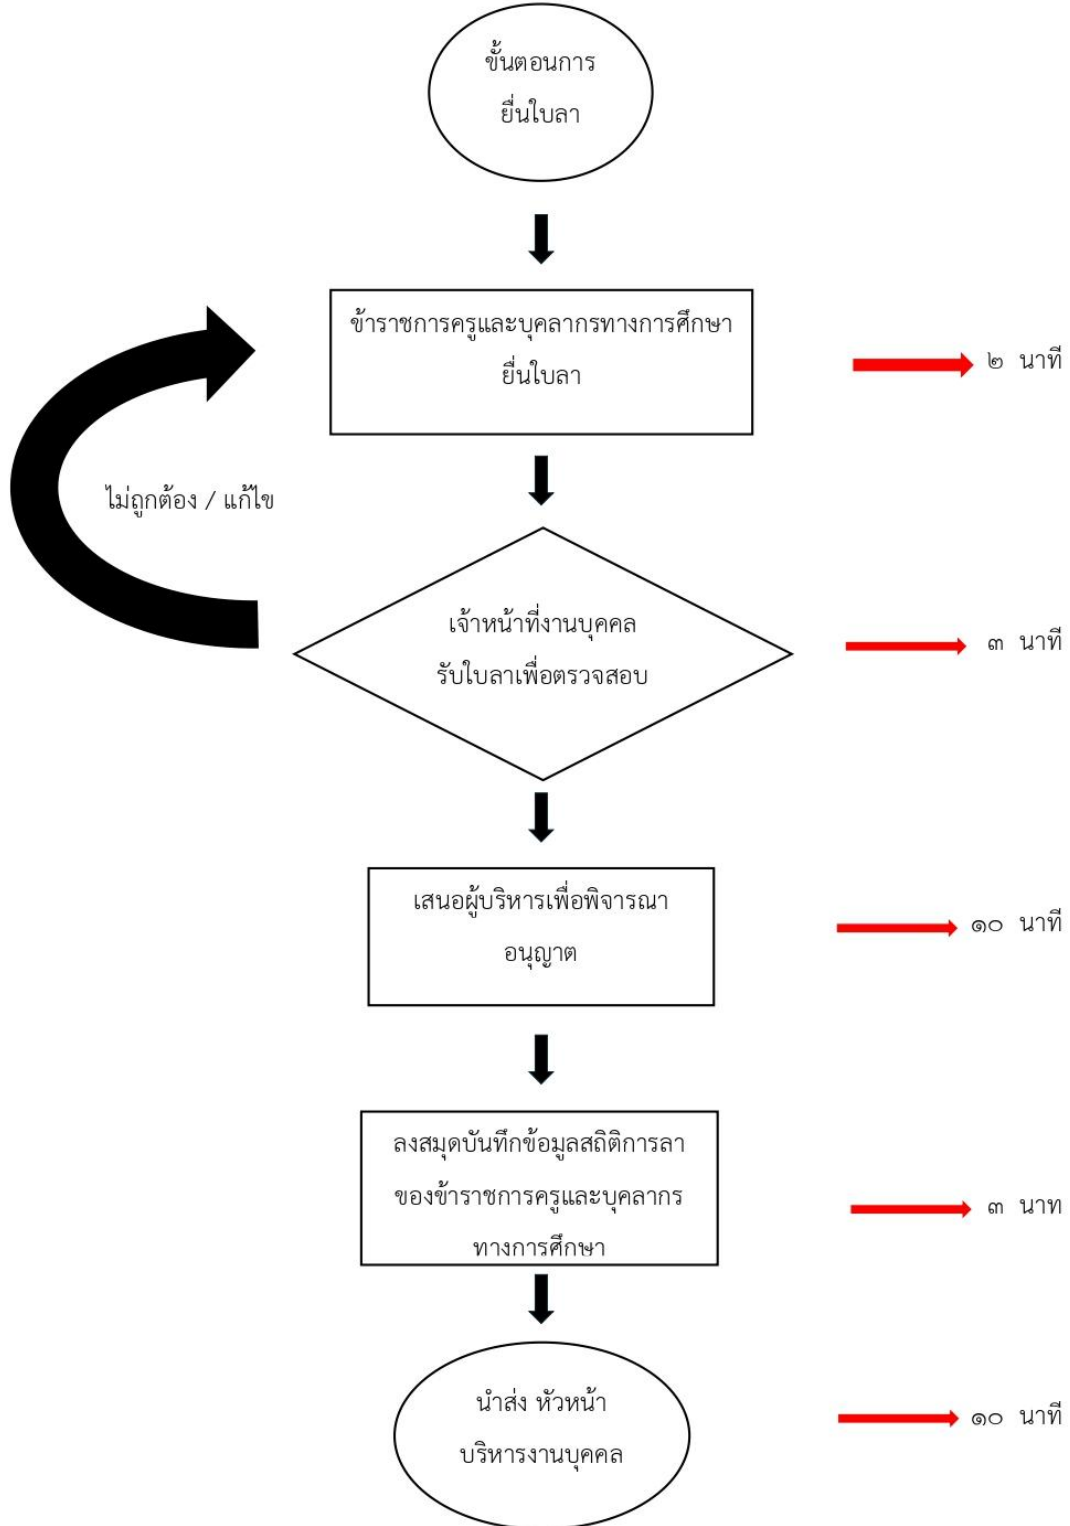 ขั้นตอนการ
ยื่นใบลา
ข้าราชการครูและบุคลากรทางการศึกษา
ยื่นใบลา
๒ นาที
ไม่ถูกต้อง / แก้ไข
เจ้าหน้าที่งานบุคคล
รับใบลาเพื่อตรวจสอบ
๓ นาที
เสนอผู้บริหารเพื่อพิจารณา
อนุญาต
๑๐ นาที
ลงสมุดบันทึกข้อมูลสถิติการลา
ของข้าราชการครูและบุคลากร
ทางการศึกษา
๓ นาท
นำส่ง หัวหน้า
บริหารงานบุคคล
๑๐ นาที